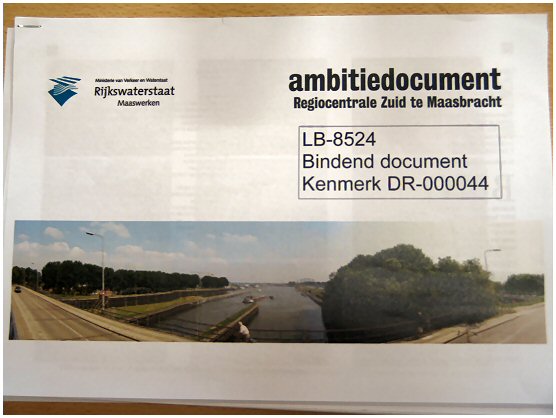 Ministerie van Verkeer en Waterstaat
Rijkswaterstaat
Maaswerken
ambitiedocument
Regiocentrale Zuid te Maasbracht
LB-8524
Bindend document
Kenmerk DR-000044